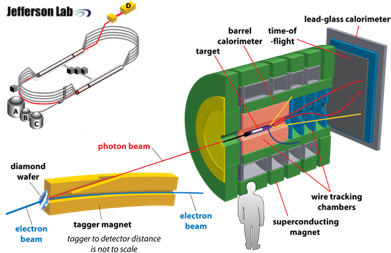 Jefferson Lab
D
A
B
C
barrel
calorimeter
target
time-of
-flight
lead-glass calorimeter
photon beam
diamond
wafer
electron
beam
tagger magnet
tagger to detector distance
is not to scale
electron
beam
wire tracking
chambers
superconducting
magnet